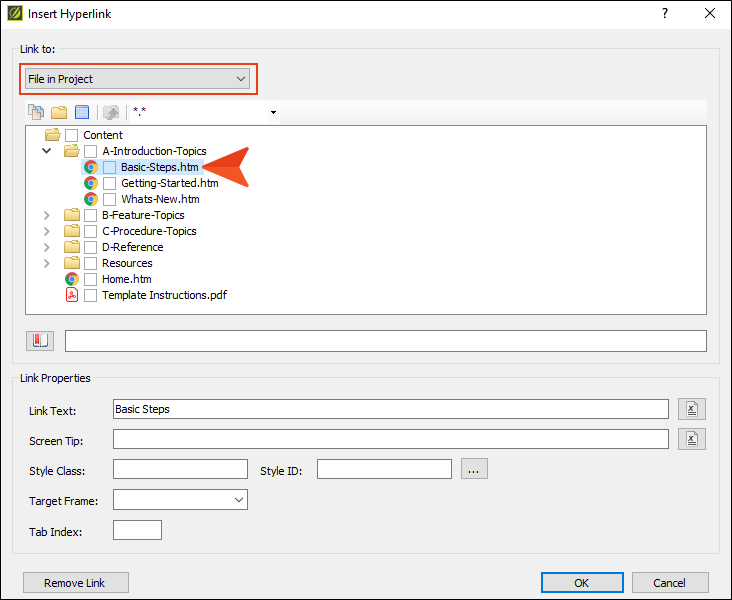 Insert Hyperlink
?
Link to:
File in Project
*.*
Content
A-Introduction-Topics
Basic-Steps.htm
Getting-Started.htm
Whats-New.htm
B-Feature-Topics
C-Procedure-Topics
D-Reference
Resources
Home.htm
Template Instructions.pdf
Link Properties
Link Text: Basic Steps
Screen Tip:
Style Class: Style ID: ...
Target Frame:
Tab Index:
Remove Link OK Cancel